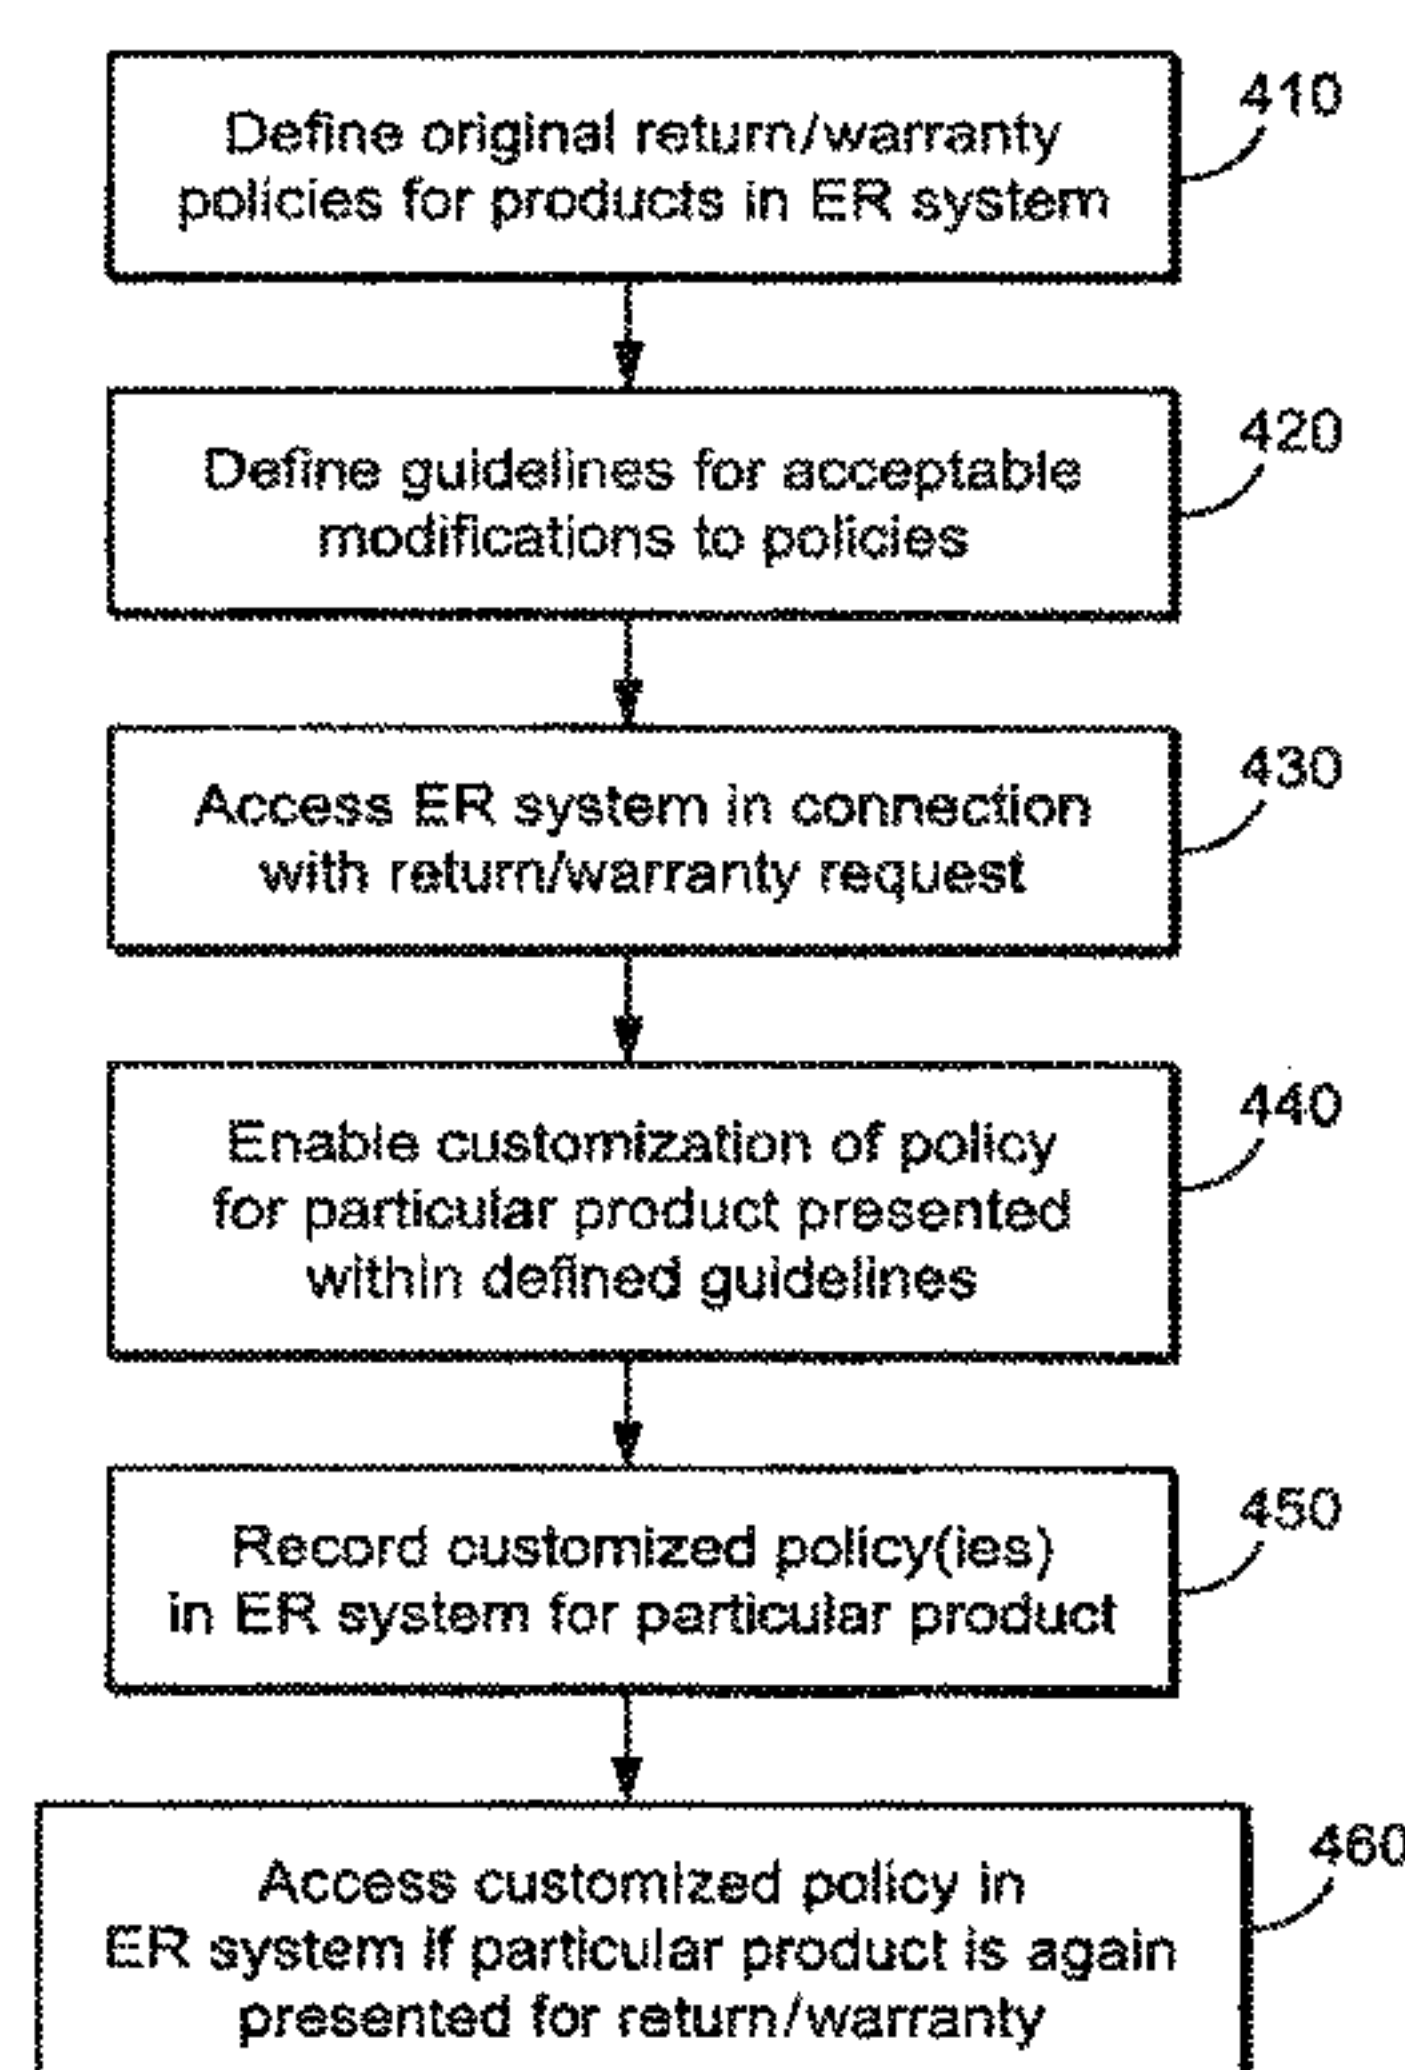 Define original return/warranty
policies for products in ER system
410
Define guidelines for acceptable
modifications to policies
420
Access ER system in connection
with return/warranty request
430
Enable customization of policy
for particular product presented
within defined guidelines
440
Record customized policy(ies)
in ER system for particular product
450
Access customized policy in
ER system if particular product is again
presented for return/warranty
460